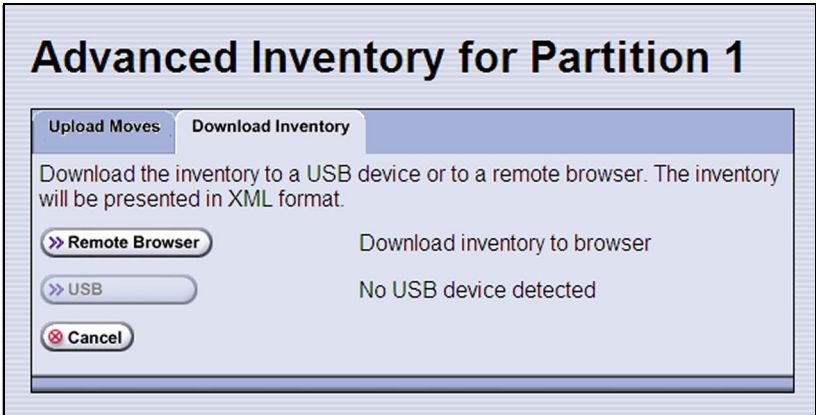 Advanced Inventory for Partition 1
Upload Moves Download Inventory
Download the inventory to a USB device or to a remote browser. The inventory
will be presented in XML format.
Remote Browser Download inventory to browser
USB No USB device detected
Cancel